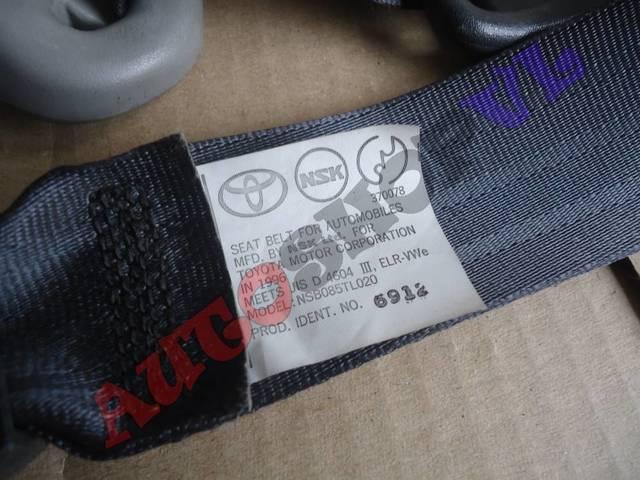 NSK
370078
SEAT BELT FOR AUTOMOBILES
MFD. BY NSK FOR
TOYOTA MOTOR CORPORATION
IN 1996
MEETS JIS D 4604 III, ELR-VWe
MODEL: NSB085TL020
PROD. IDENT. NO. 6912